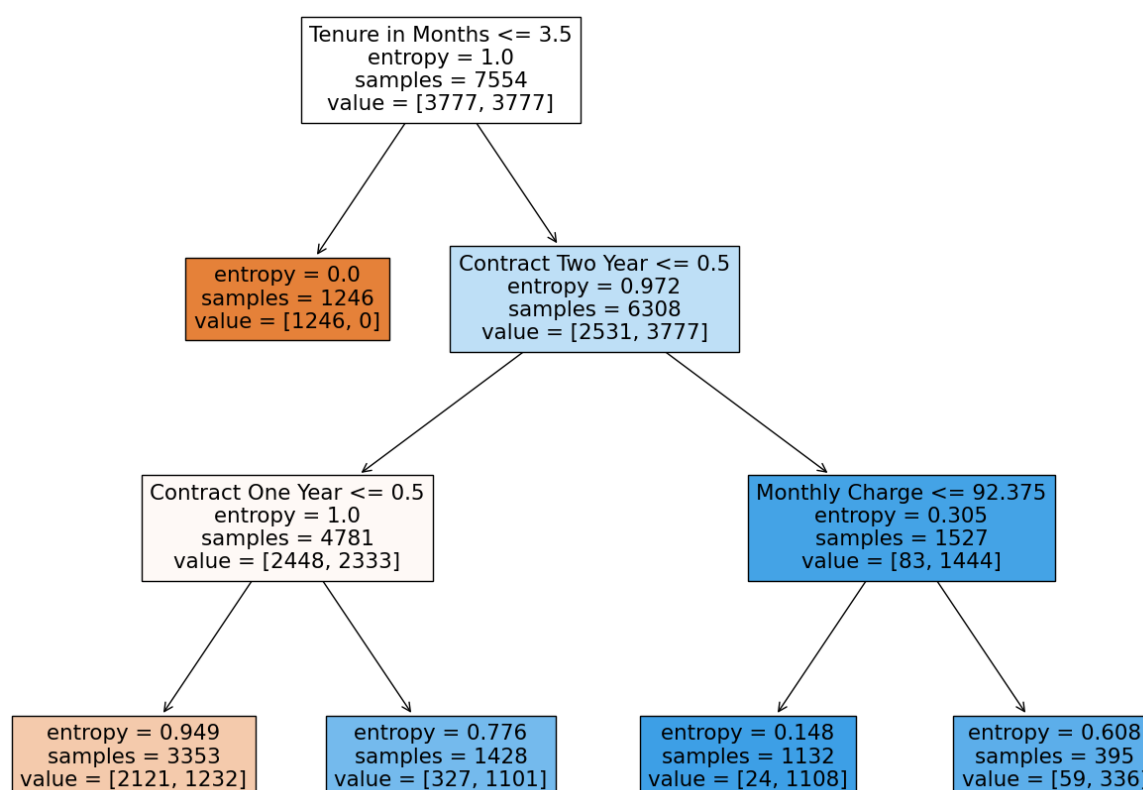 Tenure in Months <= 3.5
entropy = 1.0
samples = 7554
value = [3777, 3777]
entropy = 0.0
samples = 1246
value = [1246, 0]
Contract Two Year <= 0.5
entropy = 0.972
samples = 6308
value = [2531, 3777]
Contract One Year <= 0.5
entropy = 1.0
samples = 4781
value = [2448, 2333]
Monthly Charge <= 92.375
entropy = 0.305
samples = 1527
value = [83, 1444]
entropy = 0.949
samples = 3353
value = [2121, 1232]
entropy = 0.776
samples = 1428
value = [327, 1101]
entropy = 0.148
samples = 1132
value = [24, 1108]
entropy = 0.608
samples = 395
value = [59, 336]